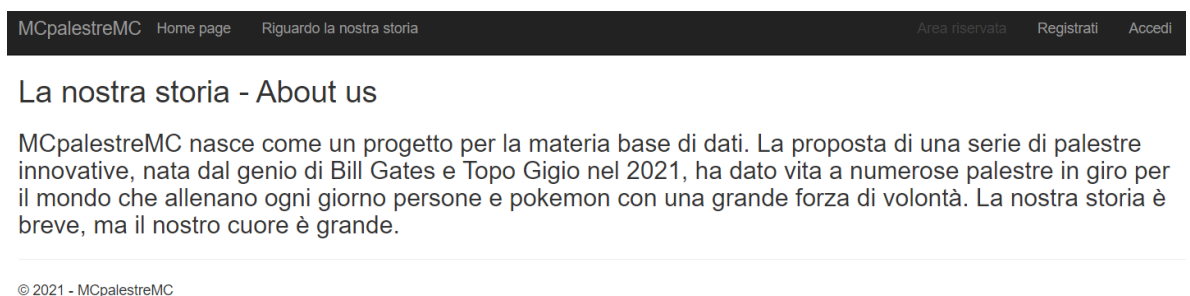 MCpalestreMC Home page Riguardo la nostra storia Area riservata Registrati Accedi
La nostra storia - About us
MCpalestreMC nasce come un progetto per la materia base di dati. La proposta di una serie di palestre
innovative, nata dal genio di Bill Gates e Topo Gigio nel 2021, ha dato vita a numerose palestre in giro per
il mondo che allenano ogni giorno persone e pokemon con una grande forza di volontà. La nostra storia è
breve, ma il nostro cuore è grande.
© 2021 - MCpalestreMC